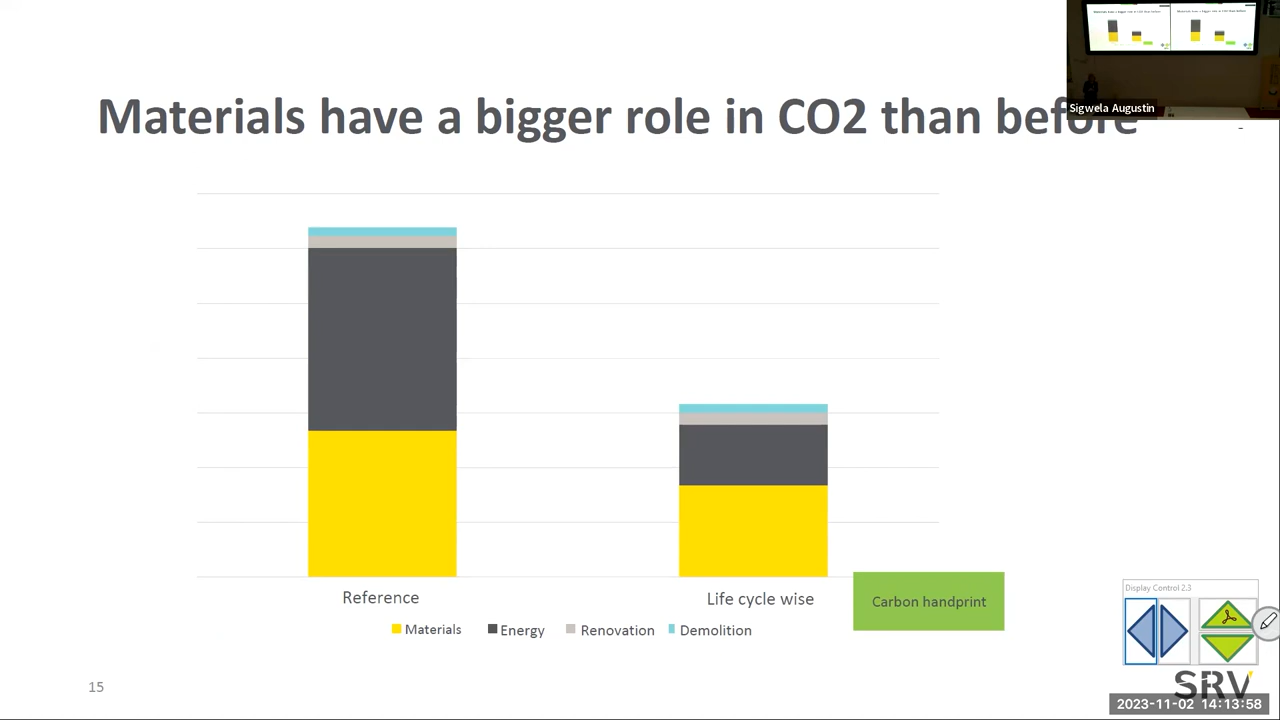 Materials have a bigger role in CO2 than before
Sigwela Augustin
Reference
Life cycle wise
Carbon handprint
Materials
Energy
Renovation
Demolition
Display Control 2.3
15
SRV
2023-11-02 14:13:58